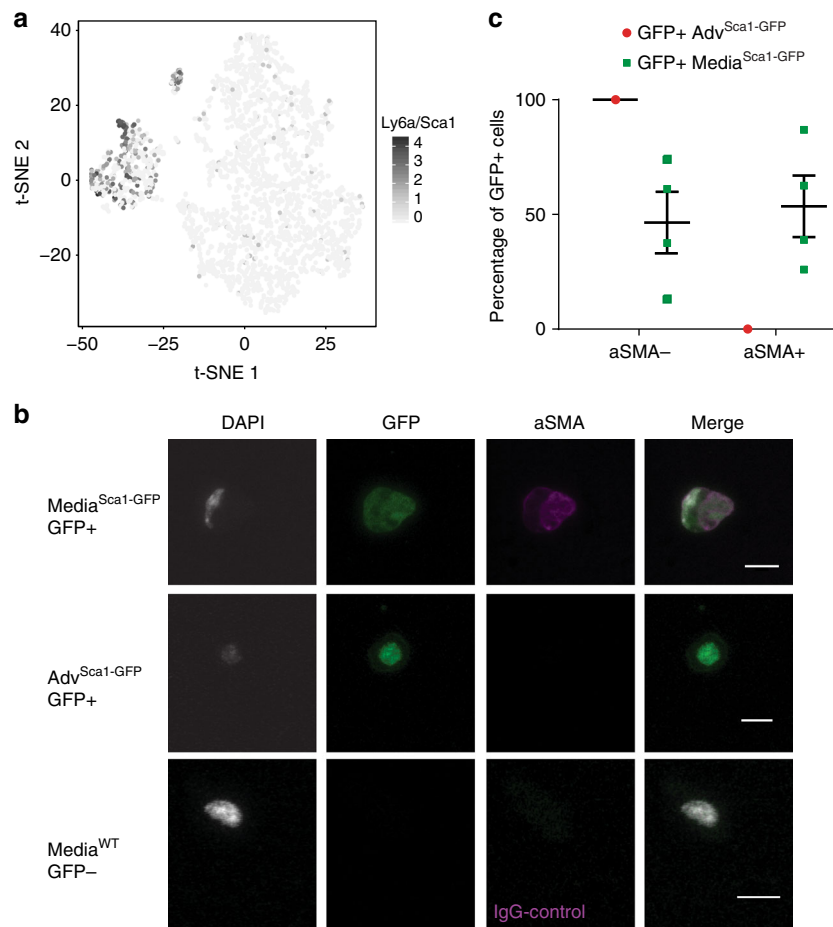 a
40
20
0
−20
t-SNE 2
−50
−25
0
25
t-SNE 1
Ly6a/Sca1
4
3
2
1
0
c
GFP+ Adv^Sca1-GFP
GFP+ Media^Sca1-GFP
100
50
0
Percentage of GFP+ cells
aSMA−
aSMA+
b
DAPI
GFP
aSMA
Merge
Media^Sca1-GFP
GFP+
Adv^Sca1-GFP
GFP+
Media^WT
GFP−
IgG-control